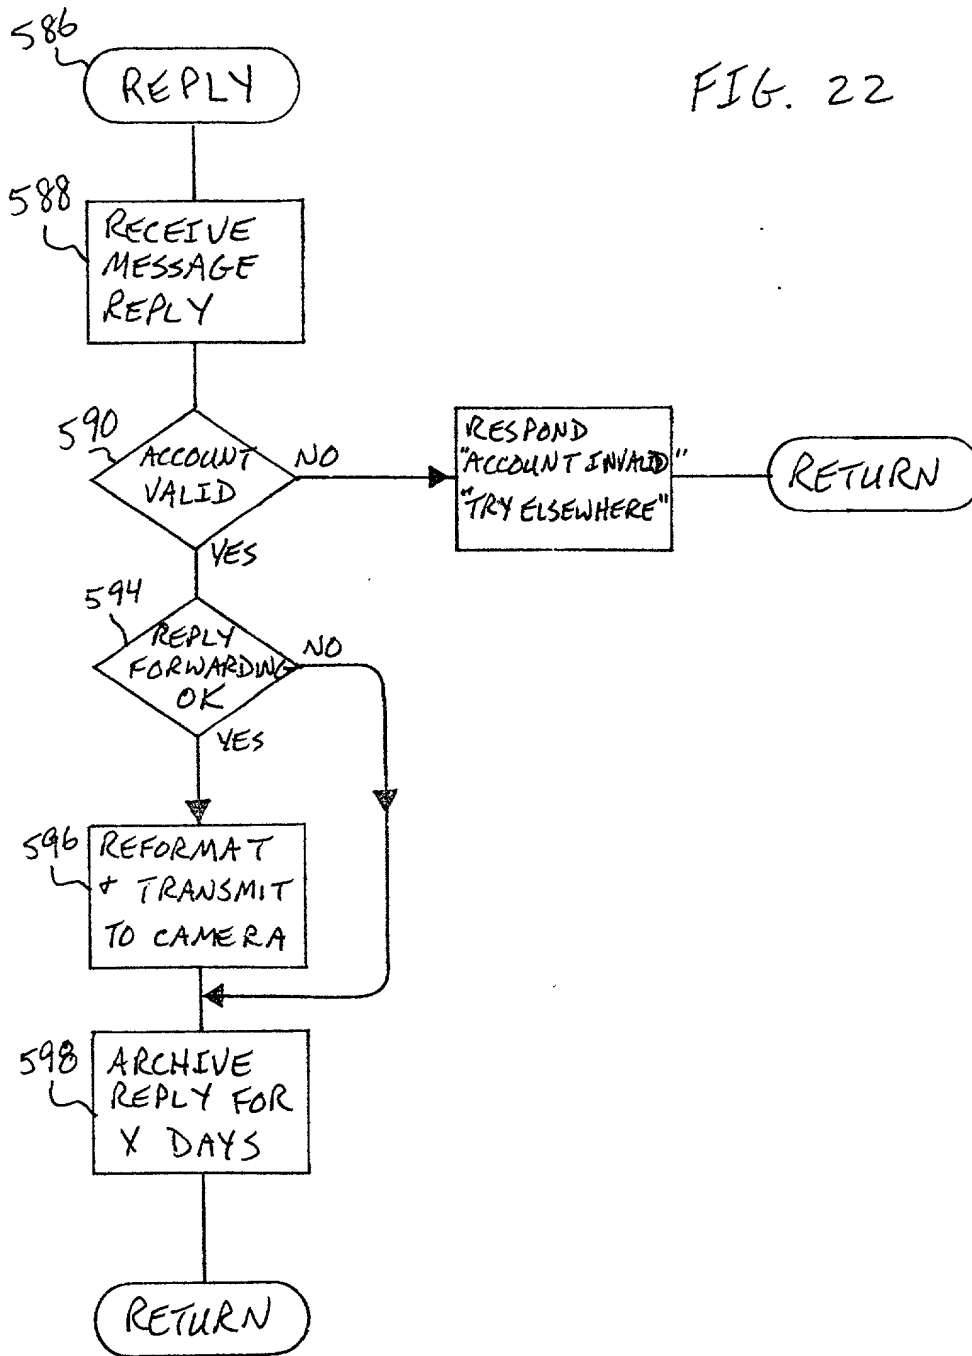 586
REPLY
FIG. 22
588
RECEIVE
MESSAGE
REPLY
590
ACCOUNT
VALID
NO
RESPOND
"ACCOUNT INVALID"
"TRY ELSEWHERE"
RETURN
YES
594
REPLY
FORWARDING
OK
NO
YES
596
REFORMAT
+ TRANSMIT
TO CAMERA
598
ARCHIVE
REPLY FOR
X DAYS
RETURN